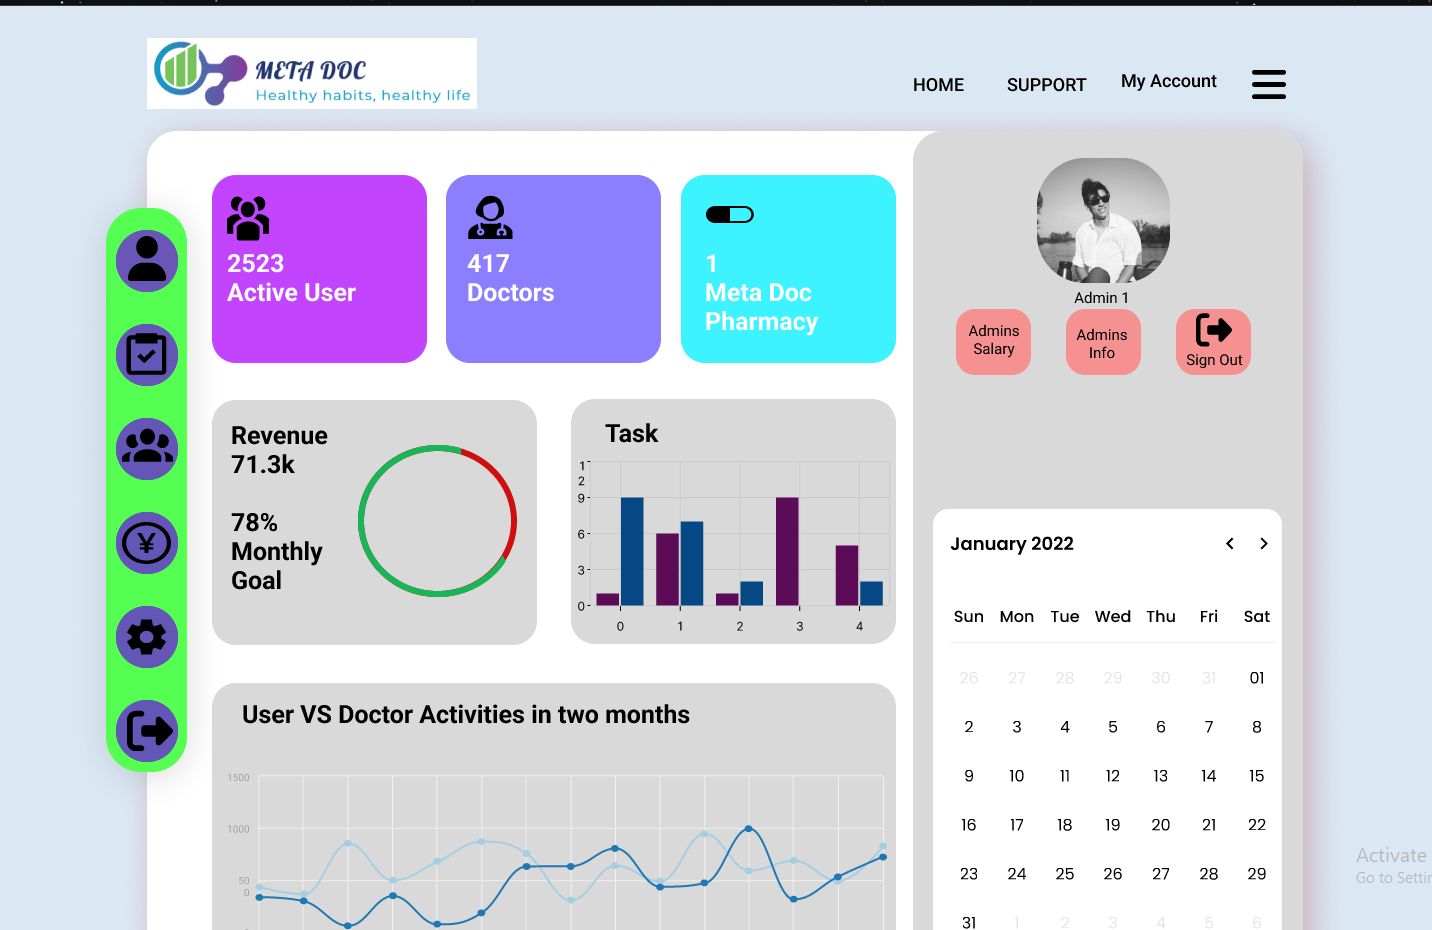 META DOC
Healthy habits, healthy life
HOME SUPPORT My Account
2523
Active User
417
Doctors
1
Meta Doc
Pharmacy
Admin 1
Admins
Salary
Admins
Info
Sign Out
Revenue
71.3k
78%
Monthly
Goal
¥
Task
1
2
9
6
3
0
0 1 2 3 4
January 2022
Sun Mon Tue Wed Thu Fri Sat
26 27 28 29 30 31 01
2 3 4 5 6 7 8
9 10 11 12 13 14 15
16 17 18 19 20 21 22
23 24 25 26 27 28 29
31 1 2 3 4 5 6
User VS Doctor Activities in two months
1500
1000
50
0
Activate
Go to Settin